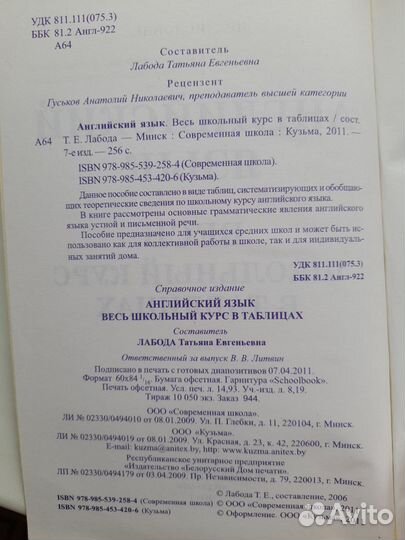 УДК 811.111(075.3)
ББК 81.2 Англ-922
А64
Составитель
Лабода Татьяна Евгеньевна
Рецензент
Гуськов Анатолий Николаевич, преподаватель высшей категории
Английский язык. Весь школьный курс в таблицах / сост.
А64 Т. Е. Лабода — Минск : Современная школа : Кузьма, 2011. —
7-е изд. — 256 с.
ISBN 978-985-539-258-4 (Современная школа).
ISBN 978-985-453-420-6 (Кузьма).
Данное пособие составлено в виде таблиц, систематизирующих и обобщаю-
щих теоретические сведения по школьному курсу английского языка.
В книге рассмотрены основные грамматические явления английского
языка устной и письменной речи.
Пособие предназначено для учащихся средних школ и может быть
использовано как для коллективной работы в школе, так и для индивидуаль-
ных занятий дома.
УДК 811.111(075.3)
ББК 81.2 Англ-922
Справочное издание
АНГЛИЙСКИЙ ЯЗЫК
ВЕСЬ ШКОЛЬНЫЙ КУРС В ТАБЛИЦАХ
Составитель
ЛАБОДА Татьяна Евгеньевна
Ответственный за выпуск В. В. Литвин
Подписано в печать с готовых диапозитивов 07.04.2011.
Формат 60х84 1/16. Бумага офсетная. Гарнитура «Schoolbook».
Печать офсетная. Усл. печ. л. 14,93. Уч.-изд. л. 8,19.
Тираж 10 050 экз. Заказ 944.
ООО «Современная школа».
ЛИ № 02330/0494010 от 08.01.2009. Ул. П. Глебки, д. 11, 220104, г. Минск.
ООО «Кузьма».
ЛИ № 02330/0494019 от 08.01.2009. Ул. Красная, д. 23, к. 42, 220600, г. Минск.
E-mail: kuzma@anitex.by, http://www.kuzma.anitex.by
Республиканское унитарное предприятие
«Издательство «Белорусский Дом печати».
ЛП № 02330/0494179 от 03.04.2009. Пр. Независимости, д. 79, 220013, г. Минск.
© Лабода Т. Е., составление, 2006
ISBN 978-985-539-258-4 (Современная школа) © Современная школа, 2011
ISBN 978-985-453-420-6 (Кузьма) © Оформление. ООО «Кузьма», 2011
Avito